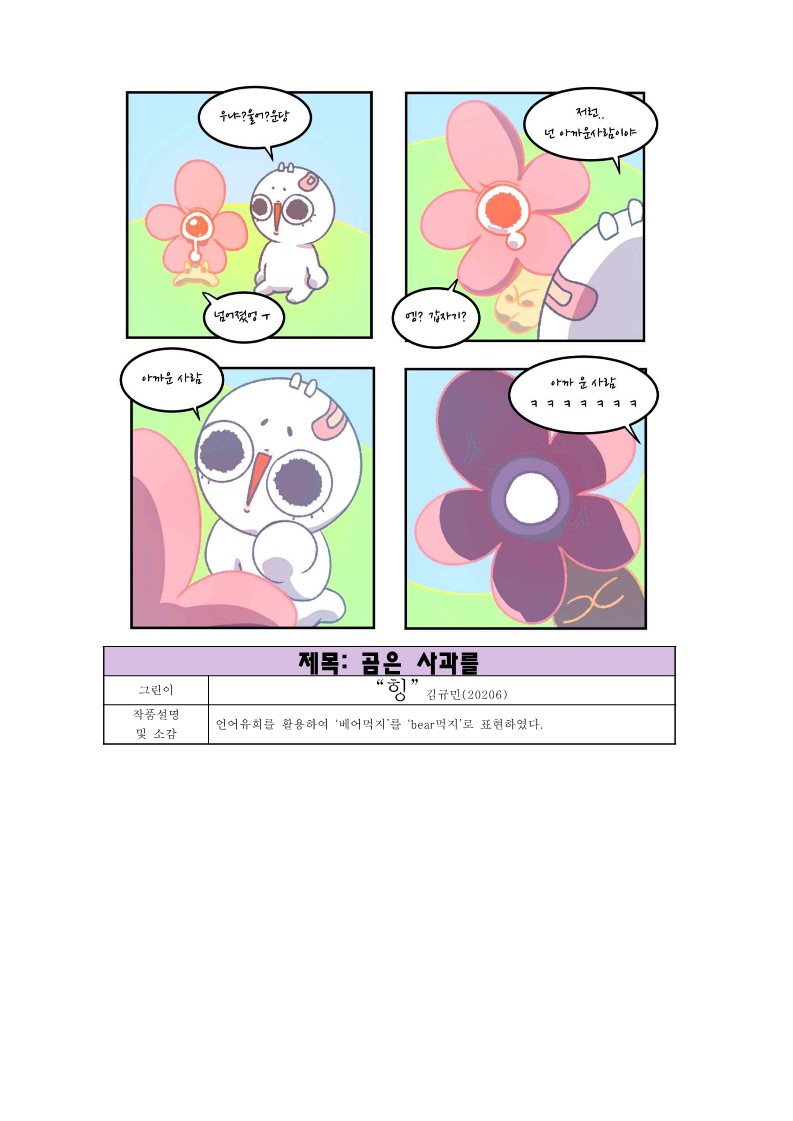 우냐?울어?운당
넘어졌엉 ㅜ
저런..
넌 아까운사람이야
엥? 갑자기?
아까운 사람
아까 운 사람
ㅋ ㅋ ㅋ ㅋ ㅋ ㅋ ㅋ
제목: 곰은 사과를
그린이 “힝” 김규민(20206)
작품설명 및 소감
언어유희를 활용하여 ‘베어먹지’를 ‘bear먹지’로 표현하였다.